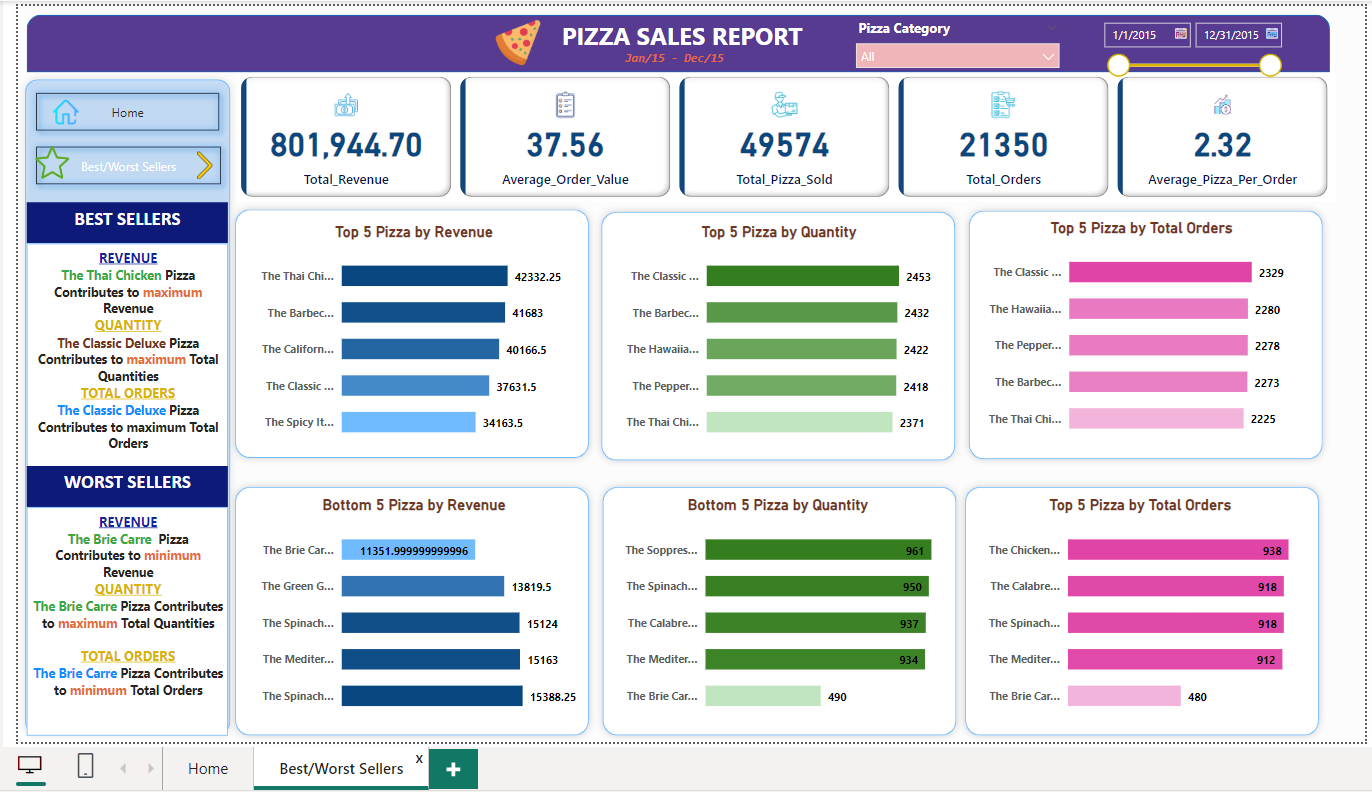 PIZZA SALES REPORT
Jan/15 - Dec/15
Pizza Category
All
1/1/2015
12/31/2015
Home
Best/Worst Sellers
801,944.70
Total_Revenue
37.56
Average_Order_Value
49574
Total_Pizza_Sold
21350
Total_Orders
2.32
Average_Pizza_Per_Order
BEST SELLERS
REVENUE
The Thai Chicken Pizza
Contributes to maximum
Revenue
QUANTITY
The Classic Deluxe Pizza
Contributes to maximum Total
Quantities
TOTAL ORDERS
The Classic Deluxe Pizza
Contributes to maximum Total
Orders
WORST SELLERS
REVENUE
The Brie Carre Pizza
Contributes to minimum
Revenue
QUANTITY
The Brie Carre Pizza Contributes
to maximum Total Quantities
TOTAL ORDERS
The Brie Carre Pizza Contributes
to minimum Total Orders
Top 5 Pizza by Revenue
The Thai Chi... 42332.25
The Barbec... 41683
The Californ... 40166.5
The Classic ... 37631.5
The Spicy It... 34163.5
Top 5 Pizza by Quantity
The Classic ... 2453
The Barbec... 2432
The Hawaiia... 2422
The Pepper... 2418
The Thai Chi... 2371
Top 5 Pizza by Total Orders
The Classic ... 2329
The Hawaiia... 2280
The Pepper... 2278
The Barbec... 2273
The Thai Chi... 2225
Bottom 5 Pizza by Revenue
The Brie Car... 11351.999999999996
The Green G... 13819.5
The Spinach... 15124
The Mediter... 15163
The Spinach... 15388.25
Bottom 5 Pizza by Quantity
The Soppres... 961
The Spinach... 950
The Calabre... 937
The Mediter... 934
The Brie Car... 490
Top 5 Pizza by Total Orders
The Chicken... 938
The Calabre... 918
The Spinach... 918
The Mediter... 912
The Brie Car... 480
Home
Best/Worst Sellers
x
+